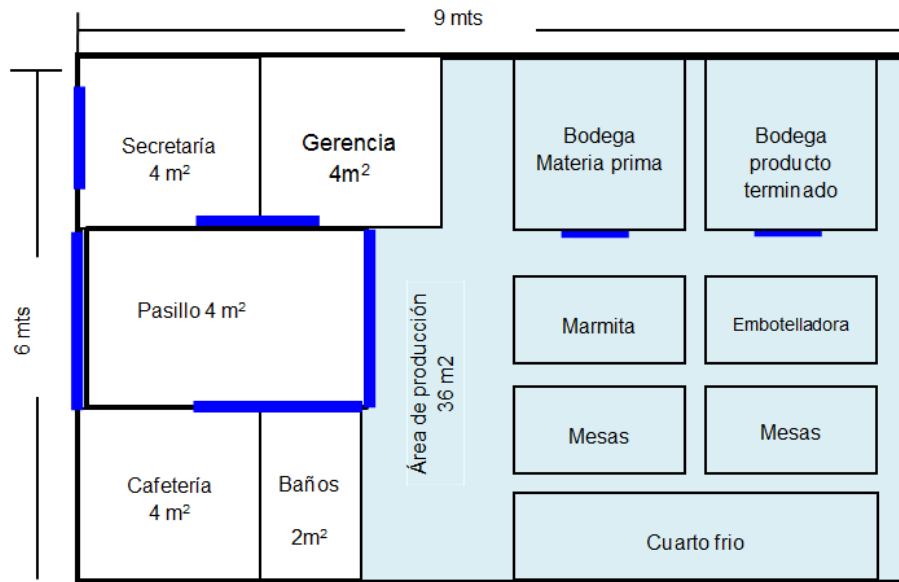 9 mts
6 mts
Secretaría
4 m²
Gerencia
4m²
Bodega
Materia prima
Bodega
producto
terminado
Pasillo 4 m²
Área de producción
36 m2
Marmita
Embotelladora
Mesas
Mesas
Cafetería
4 m²
Baños
2m²
Cuarto frio